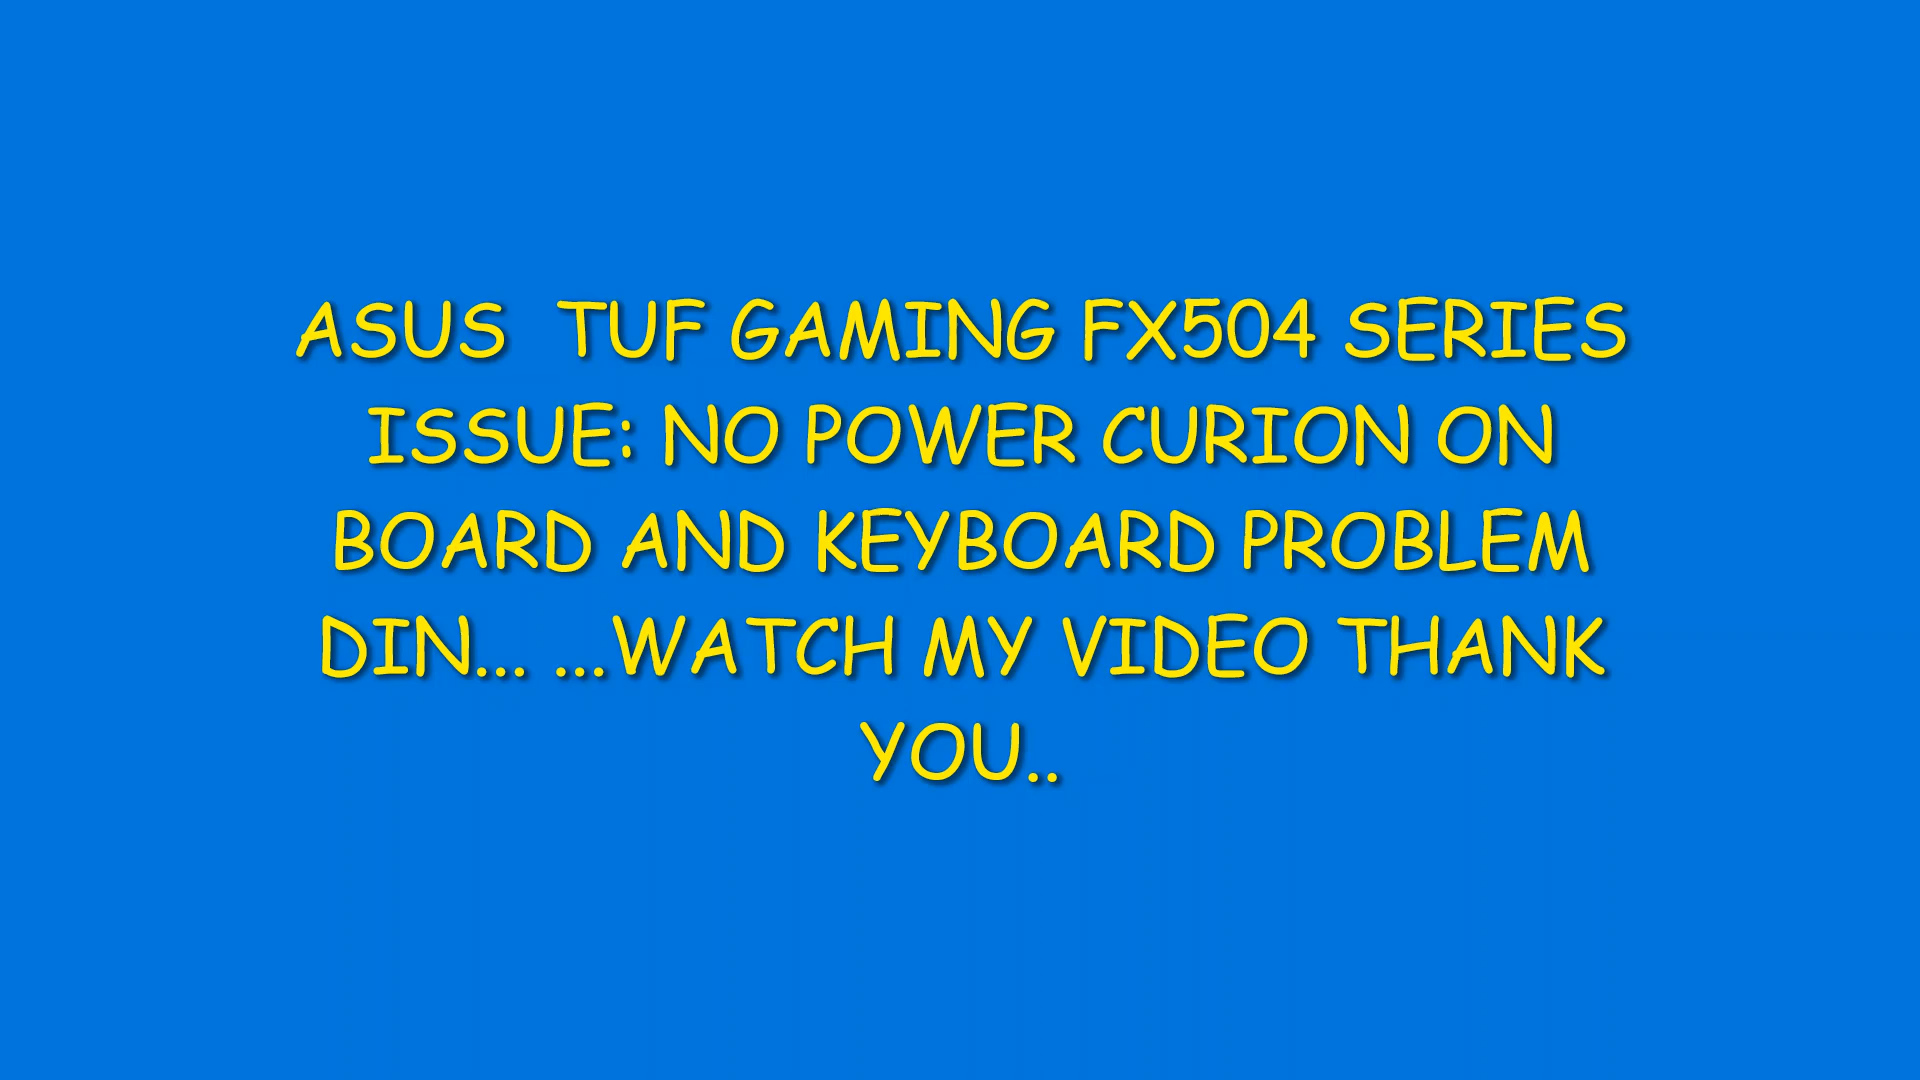 ASUS  TUF GAMING FX504 SERIES
ISSUE: NO POWER CURION ON
BOARD AND KEYBOARD PROBLEM
DIN... ...WATCH MY VIDEO THANK
YOU..